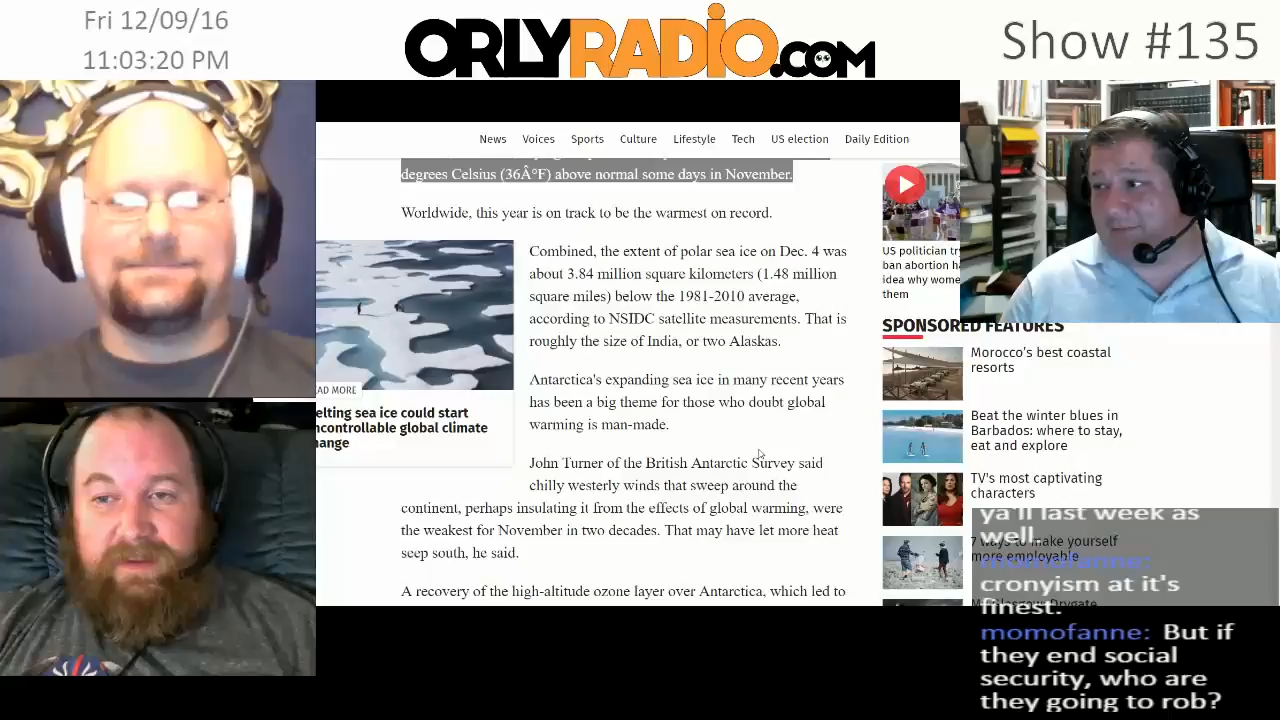 Fri 12/09/16
11:03:20 PM
ORLYRADIO.COM
Show #135
News Voices Sports Culture Lifestyle Tech US election Daily Edition
degrees Celsius (36Â°F) above normal some days in November.
Worldwide, this year is on track to be the warmest on record.
Combined, the extent of polar sea ice on Dec. 4 was
about 3.84 million square kilometers (1.48 million
square miles) below the 1981-2010 average,
according to NSIDC satellite measurements. That is
roughly the size of India, or two Alaskas.
AD MORE
elting sea ice could start
ncontrollable global climate
ange
Antarctica's expanding sea ice in many recent years
has been a big theme for those who doubt global
warming is man-made.
John Turner of the British Antarctic Survey said
chilly westerly winds that sweep around the
continent, perhaps insulating it from the effects of global warming, were
the weakest for November in two decades. That may have let more heat
seep south, he said.
A recovery of the high-altitude ozone layer over Antarctica, which led to
US politician tr
ban abortion h
idea why wome
them
SPONSORED FEATURES
Morocco's best coastal
resorts
Beat the winter blues in
Barbados: where to stay,
eat and explore
TV's most captivating
characters
7 ways to make yourself
more employable
ya'll last week as
well.
momofanne:
cronyism at it's
finest.
momofanne: But if
they end social
security, who are
they going to rob?